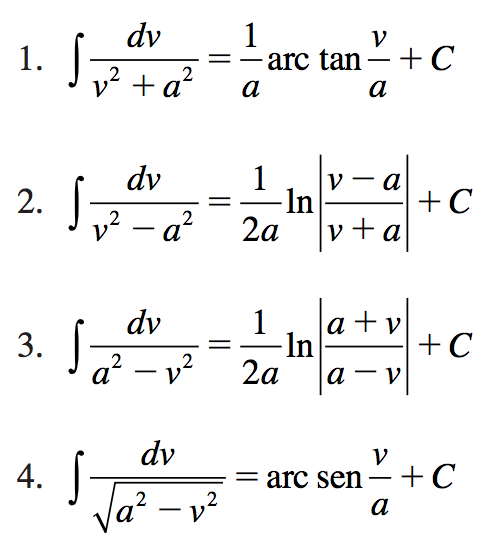 1. ∫ dv/(v² + a²) = 1/a arc tan v/a + C
2. ∫ dv/(v² − a²) = 1/2a ln |(v − a)/(v + a)| + C
3. ∫ dv/(a² − v²) = 1/2a ln |(a + v)/(a − v)| + C
4. ∫ dv/√(a² − v²) = arc sen v/a + C